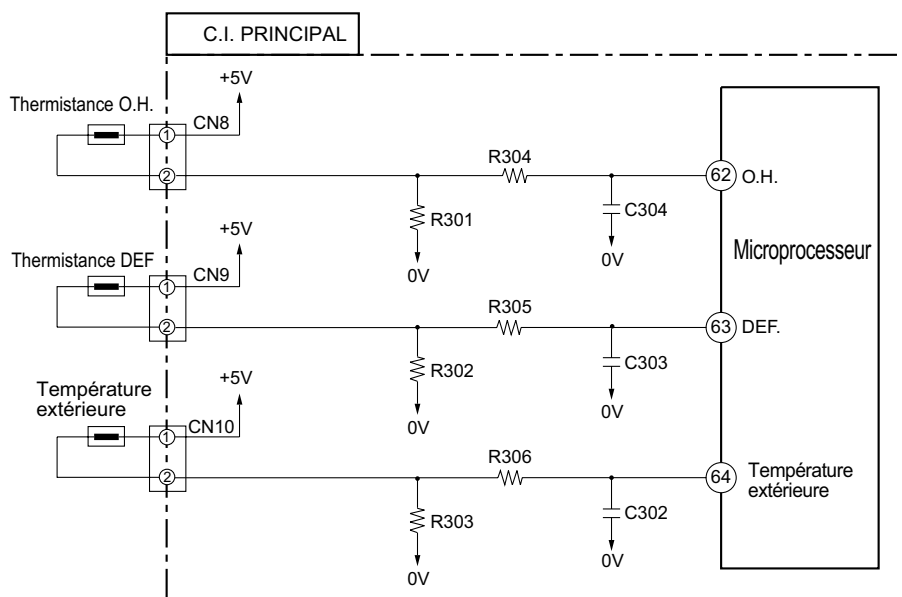 C.I. PRINCIPAL
+5V
Thermistance O.H.
CN8
1
2
R304
62 O.H.
R301
C304
0V
0V
Microprocesseur
+5V
Thermistance DEF
CN9
1
2
R305
63 DEF.
R302
C303
0V
0V
+5V
Température
extérieure
CN10
1
2
R306
64 Température
extérieure
R303
C302
0V
0V